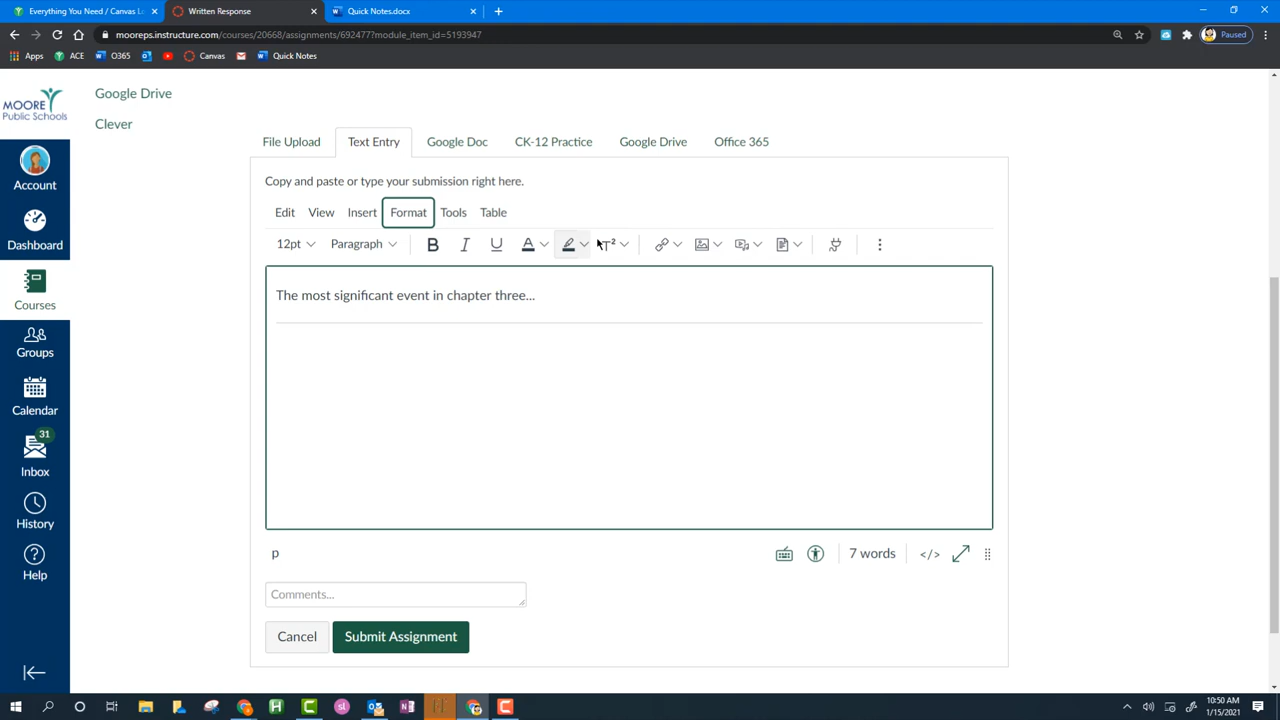 Everything You Need / Canvas Lo
Written Response
Quick Notes.docx
mooreps.instructure.com/courses/20668/assignments/692477?module_item_id=5193947
Paused
Apps
ACE
O365
Canvas
Quick Notes
MOORE
Public Schools
Google Drive
Clever
Account
Dashboard
Courses
Groups
Calendar
31
Inbox
History
Help
File Upload
Text Entry
Google Doc
CK-12 Practice
Google Drive
Office 365
Copy and paste or type your submission right here.
Edit
View
Insert
Format
Tools
Table
12pt
Paragraph
B
I
U
A
T²
The most significant event in chapter three...
p
7 words
</>
Comments...
Cancel
Submit Assignment
10:50 AM
1/15/2021